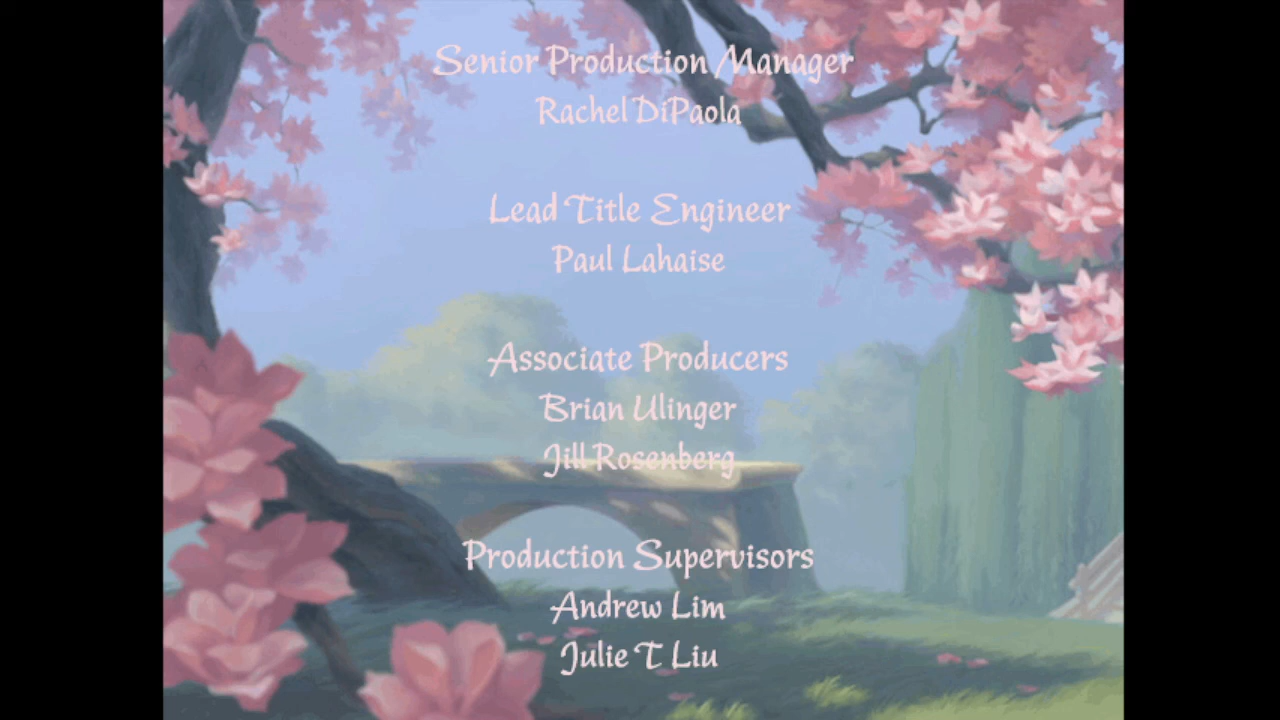 Senior Production Manager
Rachel DiPaola
Lead Title Engineer
Paul Lahaise
Associate Producers
Brian Ulinger
Jill Rosenberg
Production Supervisors
Andrew Lim
Julie T Liu